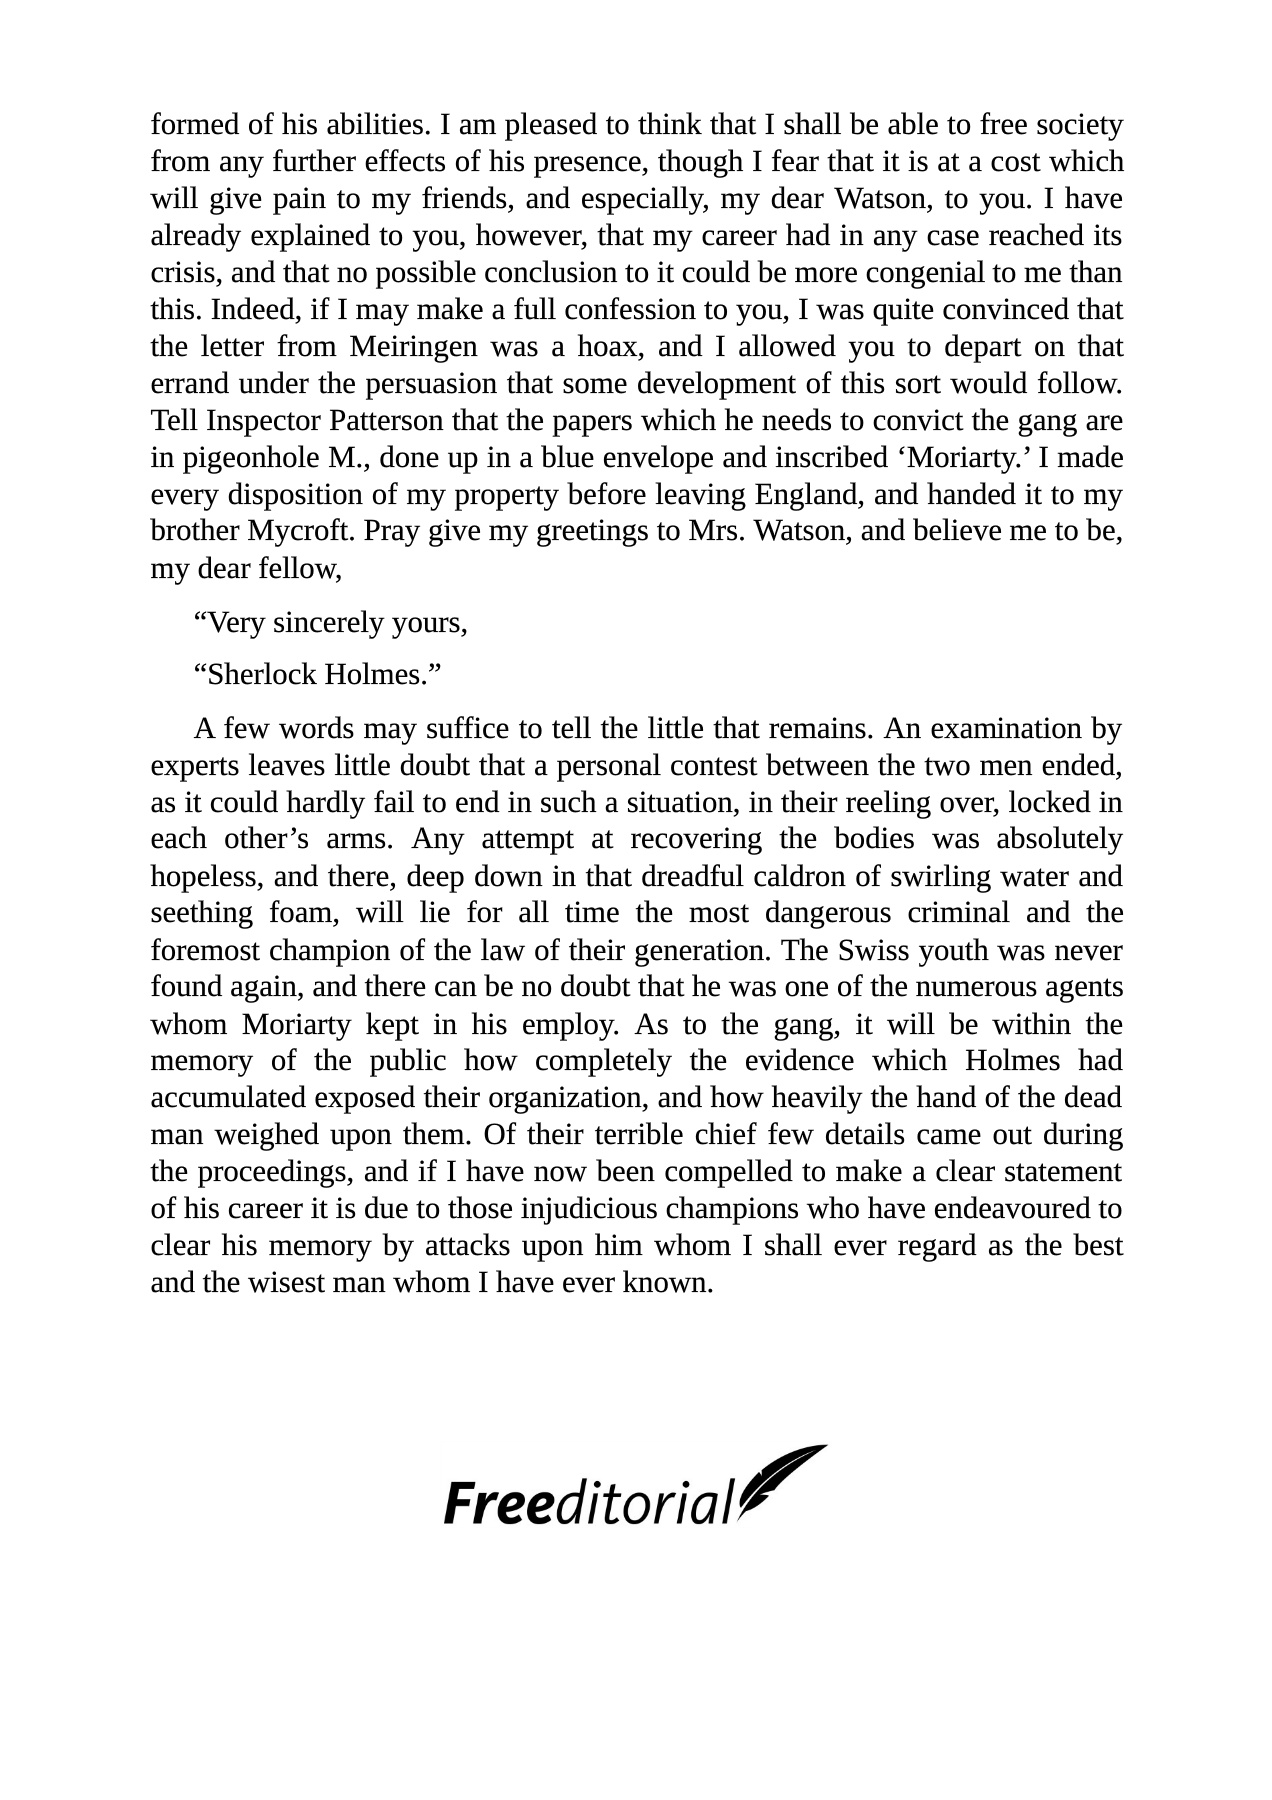 formed of his abilities. I am pleased to think that I shall be able to free society
from any further effects of his presence, though I fear that it is at a cost which
will give pain to my friends, and especially, my dear Watson, to you. I have
already explained to you, however, that my career had in any case reached its
crisis, and that no possible conclusion to it could be more congenial to me than
this. Indeed, if I may make a full confession to you, I was quite convinced that
the letter from Meiringen was a hoax, and I allowed you to depart on that
errand under the persuasion that some development of this sort would follow.
Tell Inspector Patterson that the papers which he needs to convict the gang are
in pigeonhole M., done up in a blue envelope and inscribed ‘Moriarty.’ I made
every disposition of my property before leaving England, and handed it to my
brother Mycroft. Pray give my greetings to Mrs. Watson, and believe me to be,
my dear fellow,
“Very sincerely yours,
“Sherlock Holmes.”
A few words may suffice to tell the little that remains. An examination by
experts leaves little doubt that a personal contest between the two men ended,
as it could hardly fail to end in such a situation, in their reeling over, locked in
each other’s arms. Any attempt at recovering the bodies was absolutely
hopeless, and there, deep down in that dreadful caldron of swirling water and
seething foam, will lie for all time the most dangerous criminal and the
foremost champion of the law of their generation. The Swiss youth was never
found again, and there can be no doubt that he was one of the numerous agents
whom Moriarty kept in his employ. As to the gang, it will be within the
memory of the public how completely the evidence which Holmes had
accumulated exposed their organization, and how heavily the hand of the dead
man weighed upon them. Of their terrible chief few details came out during
the proceedings, and if I have now been compelled to make a clear statement
of his career it is due to those injudicious champions who have endeavoured to
clear his memory by attacks upon him whom I shall ever regard as the best
and the wisest man whom I have ever known.
Freeditorial